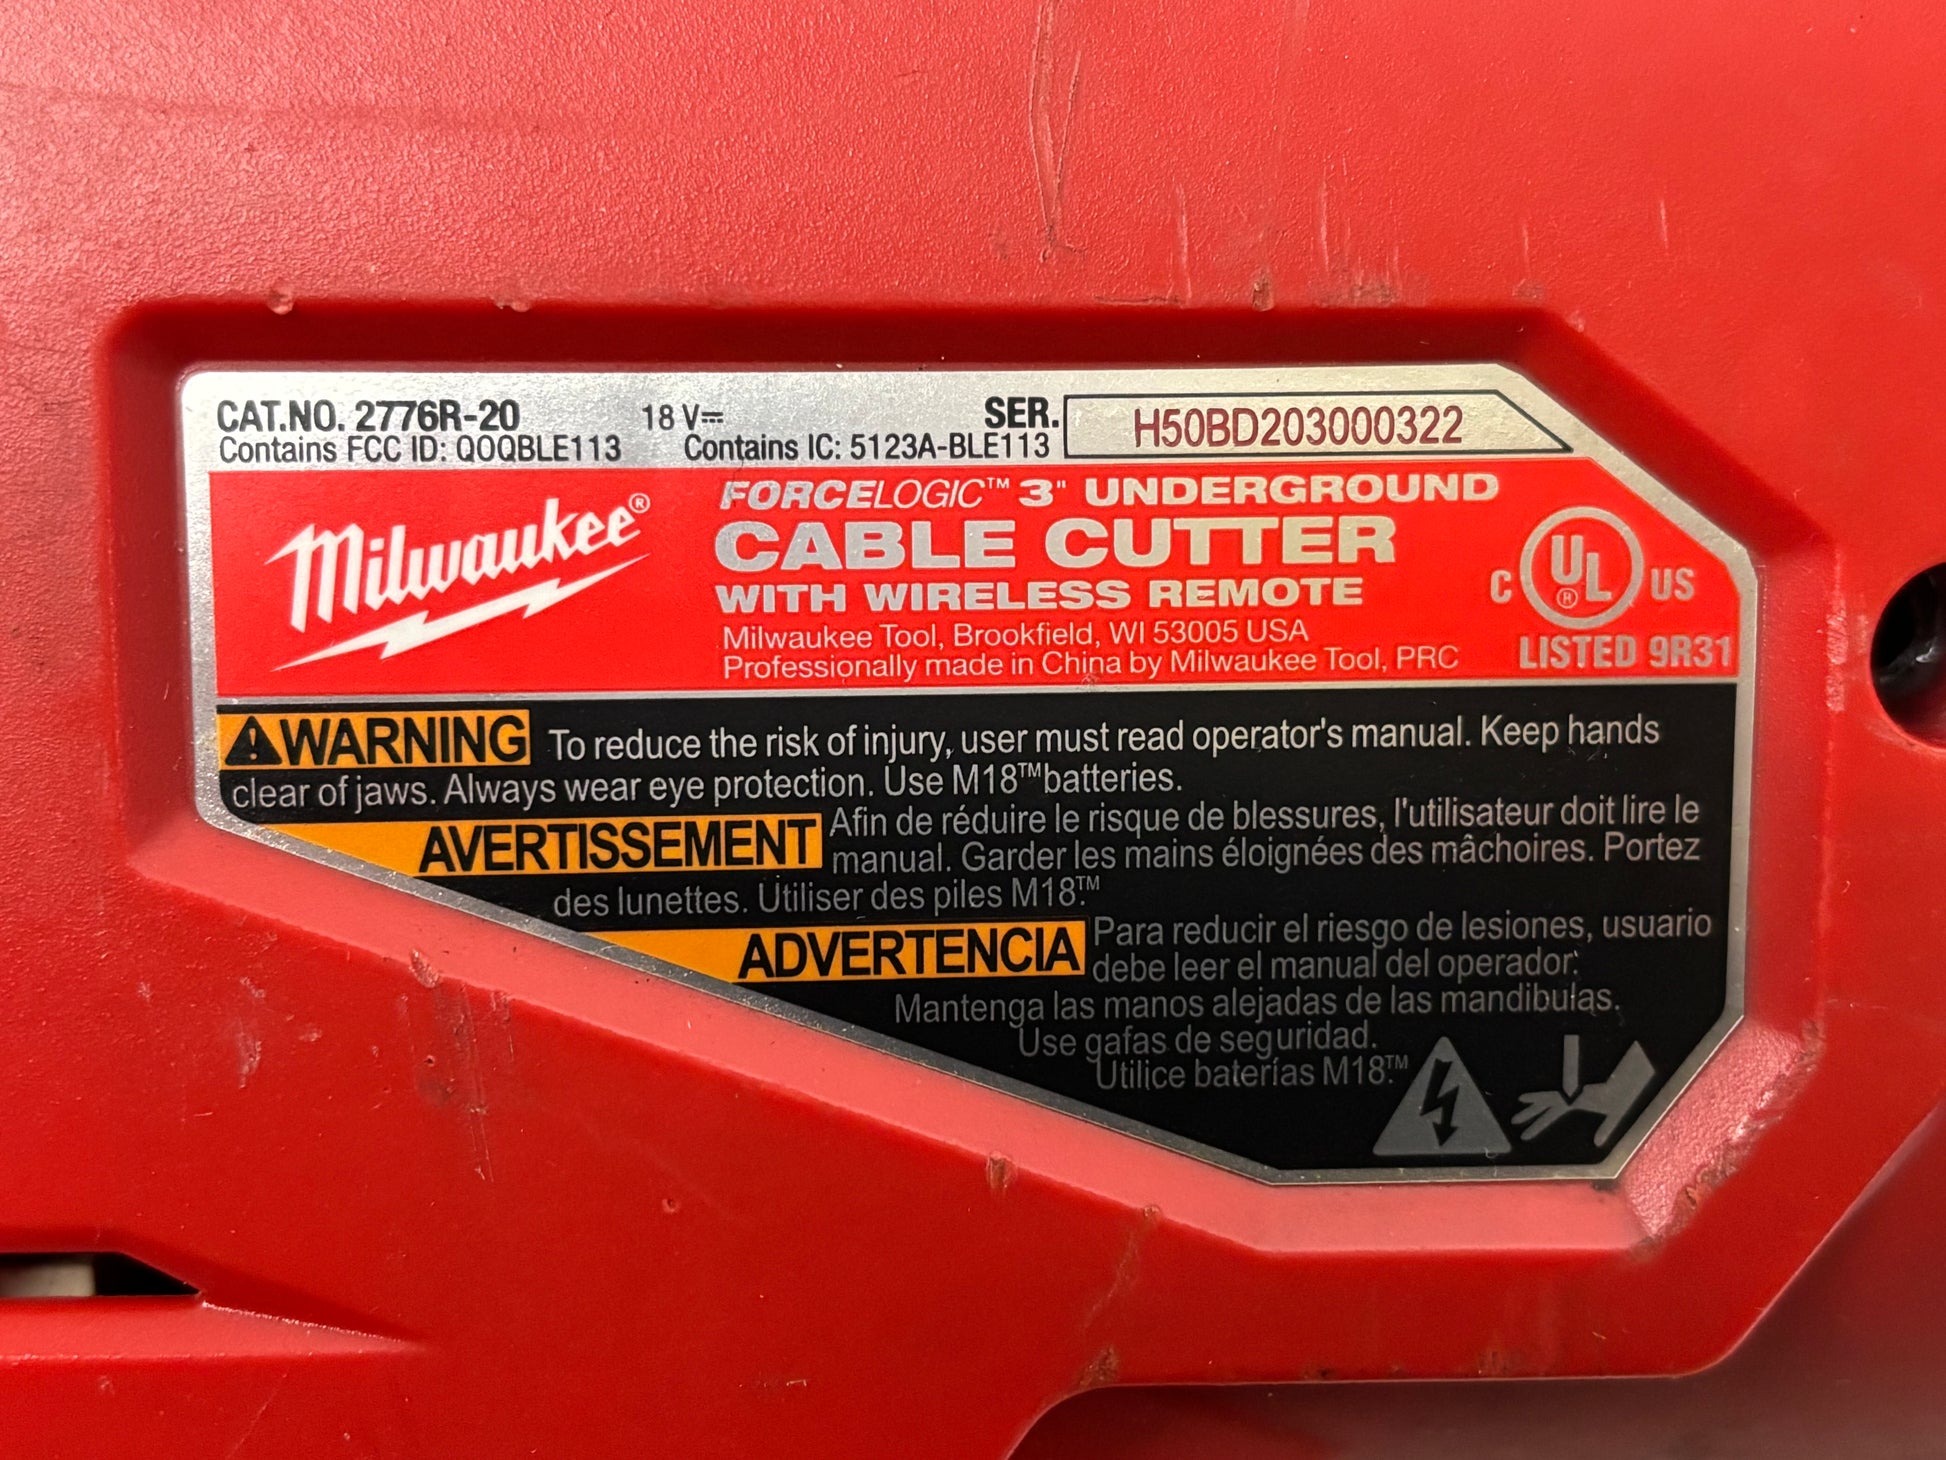 CAT.NO. 2776R-20 18 V⎓ SER. H50BD203000322
Contains FCC ID: QOQBLE113 Contains IC: 5123A-BLE113
Milwaukee®
FORCELOGIC™ 3" UNDERGROUND
CABLE CUTTER
WITH WIRELESS REMOTE
Milwaukee Tool, Brookfield, WI 53005 USA
Professionally made in China by Milwaukee Tool, PRC
C UL® US
LISTED 9R31
⚠WARNING To reduce the risk of injury, user must read operator's manual. Keep hands
clear of jaws. Always wear eye protection. Use M18™ batteries.
AVERTISSEMENT Afin de réduire le risque de blessures, l'utilisateur doit lire le
manual. Garder les mains éloignées des mâchoires. Portez
des lunettes. Utiliser des piles M18.™
ADVERTENCIA Para reducir el riesgo de lesiones, usuario
debe leer el manual del operador.
Mantenga las manos alejadas de las mandibulas.
Use gafas de seguridad.
Utilice baterías M18.™